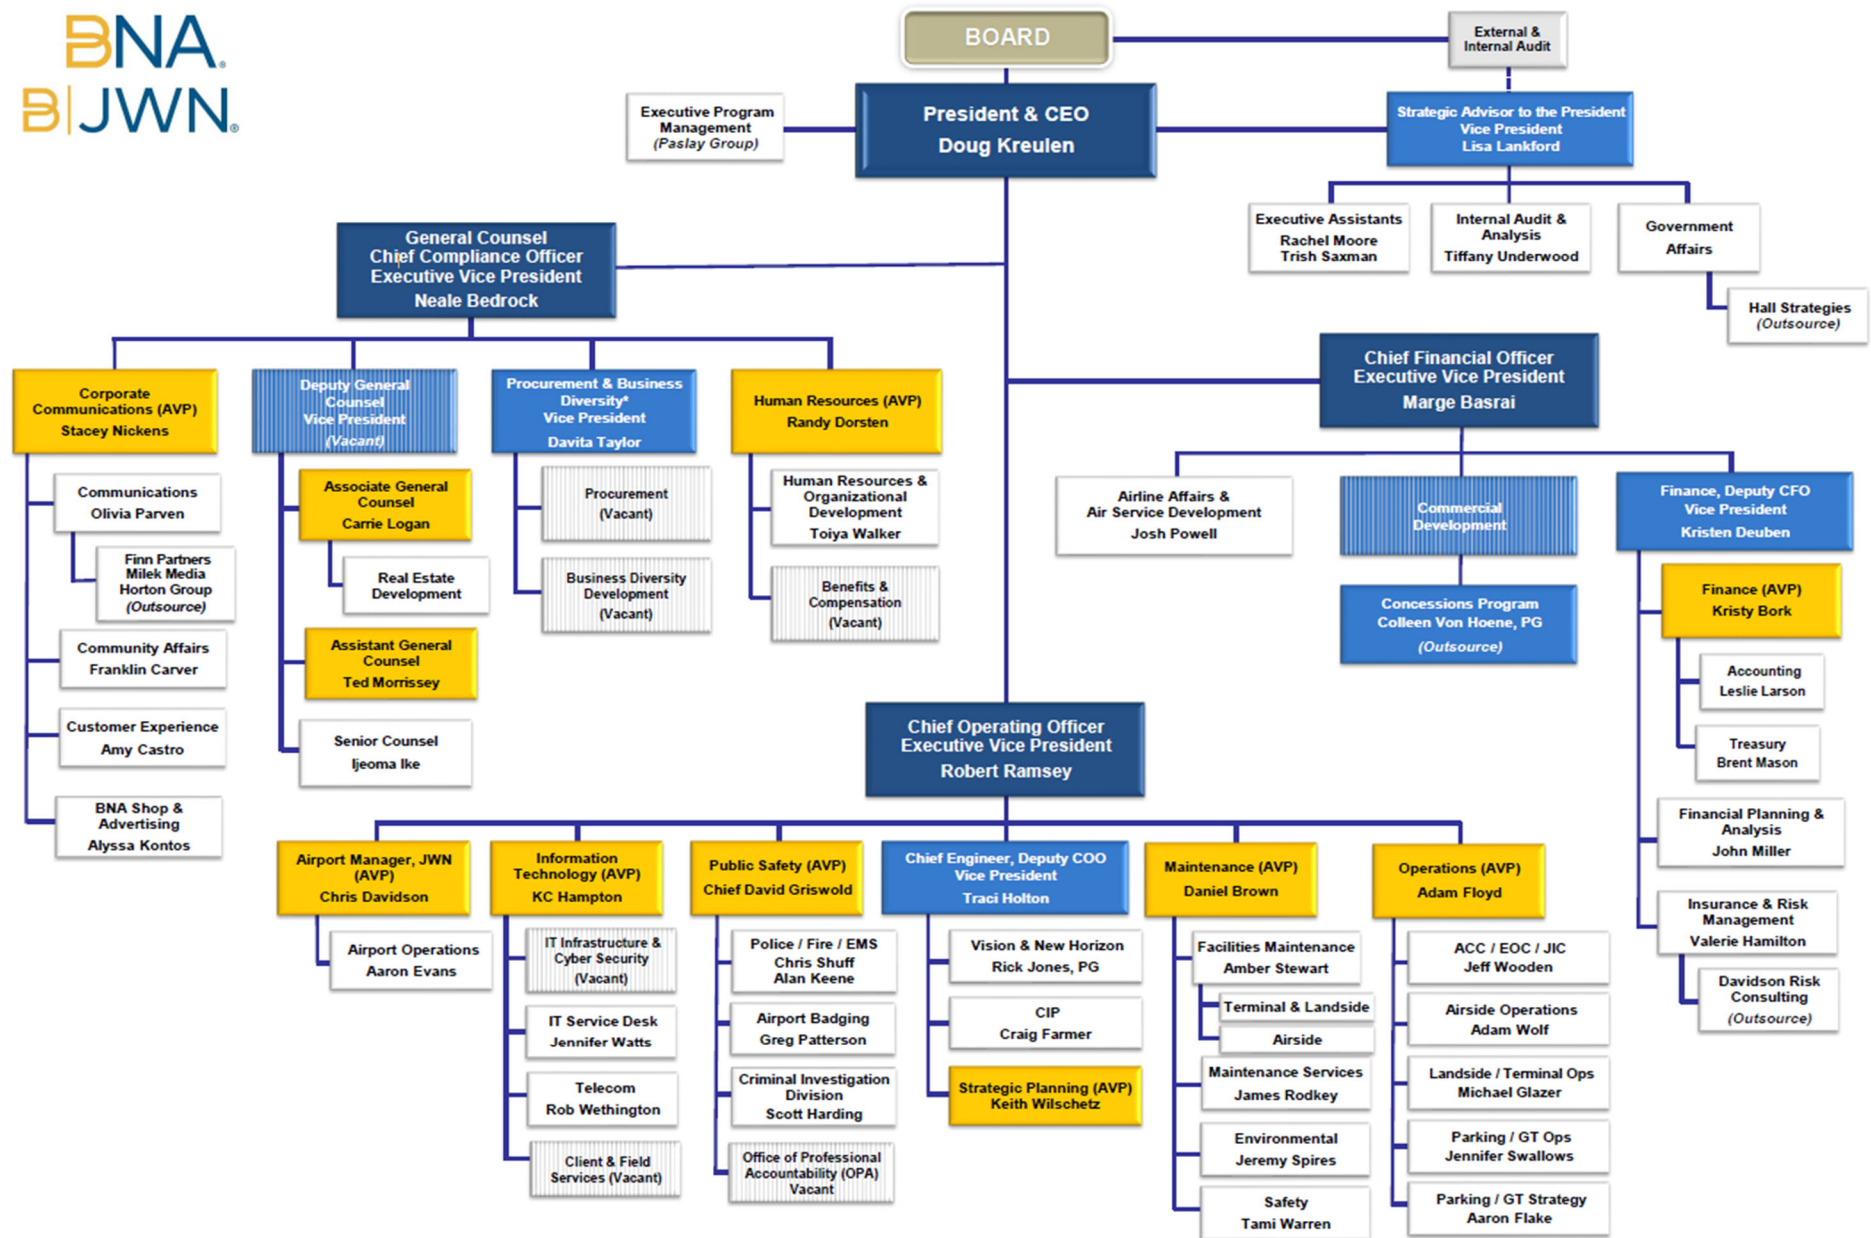 BNA®
B|JWN®
BOARD
External &
Internal Audit
Executive Program
Management
(Paslay Group)
President & CEO
Doug Kreulen
Strategic Advisor to the President
Vice President
Lisa Lankford
Executive Assistants
Rachel Moore
Trish Saxman
Internal Audit &
Analysis
Tiffany Underwood
Government
Affairs
Hall Strategies
(Outsource)
General Counsel
Chief Compliance Officer
Executive Vice President
Neale Bedrock
Chief Financial Officer
Executive Vice President
Marge Basrai
Corporate
Communications (AVP)
Stacey Nickens
Communications
Olivia Parven
Finn Partners
Milek Media
Horton Group
(Outsource)
Community Affairs
Franklin Carver
Customer Experience
Amy Castro
BNA Shop &
Advertising
Alyssa Kontos
Deputy General
Counsel
Vice President
(Vacant)
Associate General
Counsel
Carrie Logan
Real Estate
Development
Assistant General
Counsel
Ted Morrissey
Senior Counsel
Ijeoma Ike
Procurement & Business
Diversity*
Vice President
Davita Taylor
Procurement
(Vacant)
Business Diversity
Development
(Vacant)
Human Resources (AVP)
Randy Dorsten
Human Resources &
Organizational
Development
Toiya Walker
Benefits &
Compensation
(Vacant)
Airline Affairs &
Air Service Development
Josh Powell
Commercial
Development
Concessions Program
Colleen Von Hoene, PG
(Outsource)
Finance, Deputy CFO
Vice President
Kristen Deuben
Finance (AVP)
Kristy Bork
Accounting
Leslie Larson
Treasury
Brent Mason
Financial Planning &
Analysis
John Miller
Insurance & Risk
Management
Valerie Hamilton
Davidson Risk
Consulting
(Outsource)
Chief Operating Officer
Executive Vice President
Robert Ramsey
Airport Manager, JWN
(AVP)
Chris Davidson
Airport Operations
Aaron Evans
Information
Technology (AVP)
KC Hampton
IT Infrastructure &
Cyber Security
(Vacant)
IT Service Desk
Jennifer Watts
Telecom
Rob Wethington
Client & Field
Services (Vacant)
Public Safety (AVP)
Chief David Griswold
Police / Fire / EMS
Chris Shuff
Alan Keene
Airport Badging
Greg Patterson
Criminal Investigation
Division
Scott Harding
Office of Professional
Accountability (OPA)
Vacant
Chief Engineer, Deputy COO
Vice President
Traci Holton
Vision & New Horizon
Rick Jones, PG
CIP
Craig Farmer
Strategic Planning (AVP)
Keith Wilschetz
Maintenance (AVP)
Daniel Brown
Facilities Maintenance
Amber Stewart
Terminal & Landside
Airside
Maintenance Services
James Rodkey
Environmental
Jeremy Spires
Safety
Tami Warren
Operations (AVP)
Adam Floyd
ACC / EOC / JIC
Jeff Wooden
Airside Operations
Adam Wolf
Landside / Terminal Ops
Michael Glazer
Parking / GT Ops
Jennifer Swallows
Parking / GT Strategy
Aaron Flake